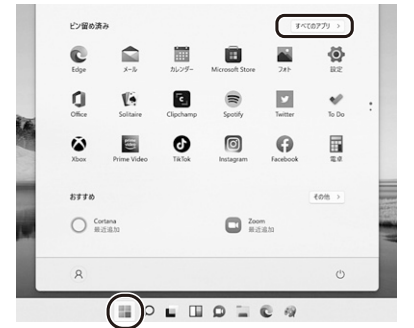 ピン留め済み
すべてのアプリ >
Edge メール カレンダー Microsoft Store フォト 設定
Office Solitaire Clipchamp Spotify Twitter To Do
Xbox Prime Video TikTok Instagram Facebook 電卓
おすすめ
その他 >
Cortana Zoom
最近追加 最近追加